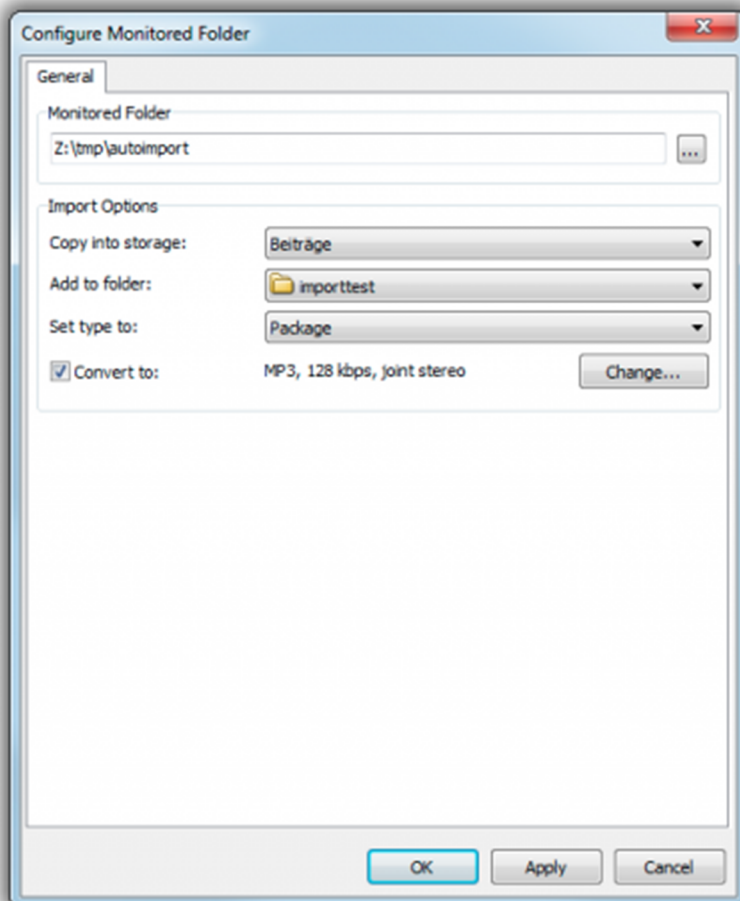 Configure Monitored Folder
General
Monitored Folder
Z:\tmp\autoimport
...
Import Options
Copy into storage: Beiträge
Add to folder: importtest
Set type to: Package
Convert to: MP3, 128 kbps, joint stereo Change...
OK Apply Cancel